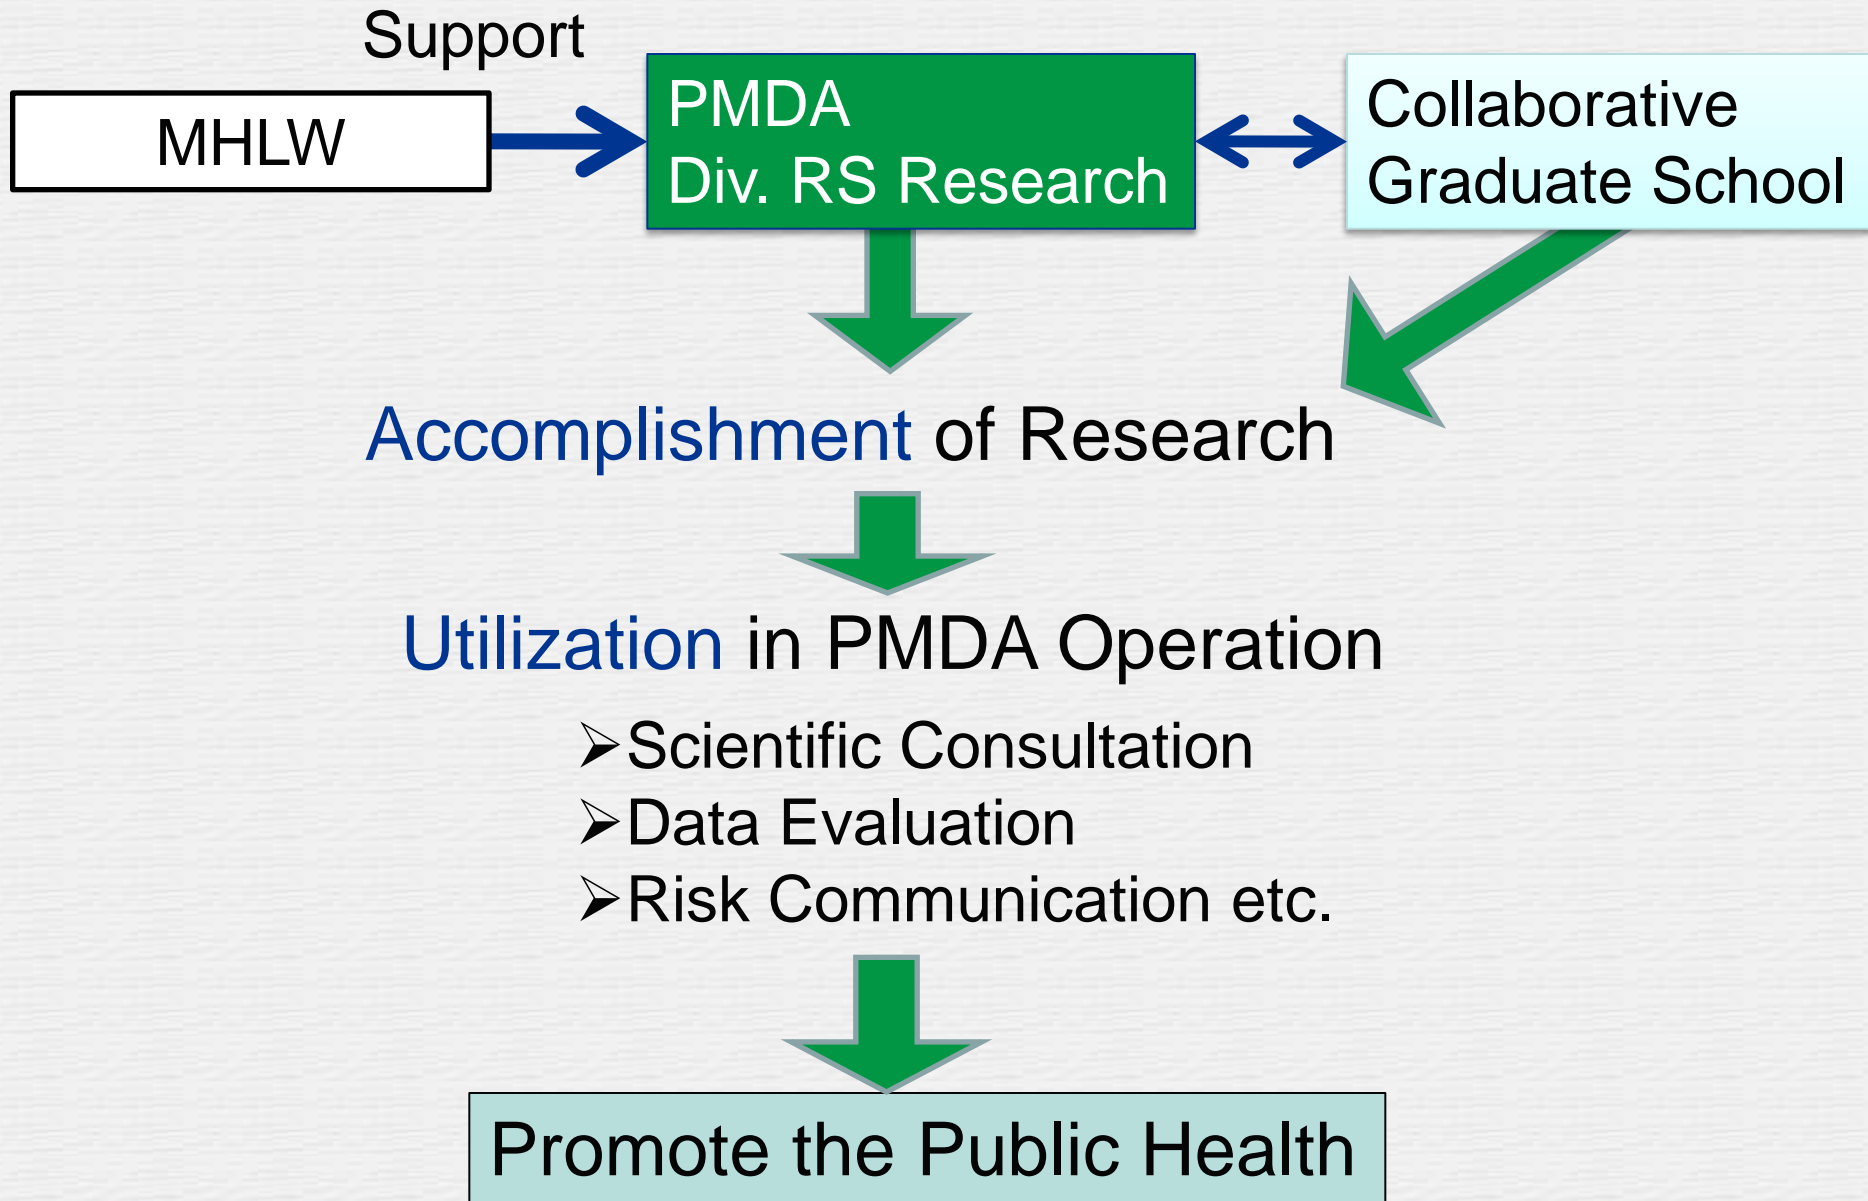 Support
MHLW
PMDA
Div. RS Research
Collaborative
Graduate School
Accomplishment of Research
Utilization in PMDA Operation
➢Scientific Consultation
➢Data Evaluation
➢Risk Communication etc.
Promote the Public Health